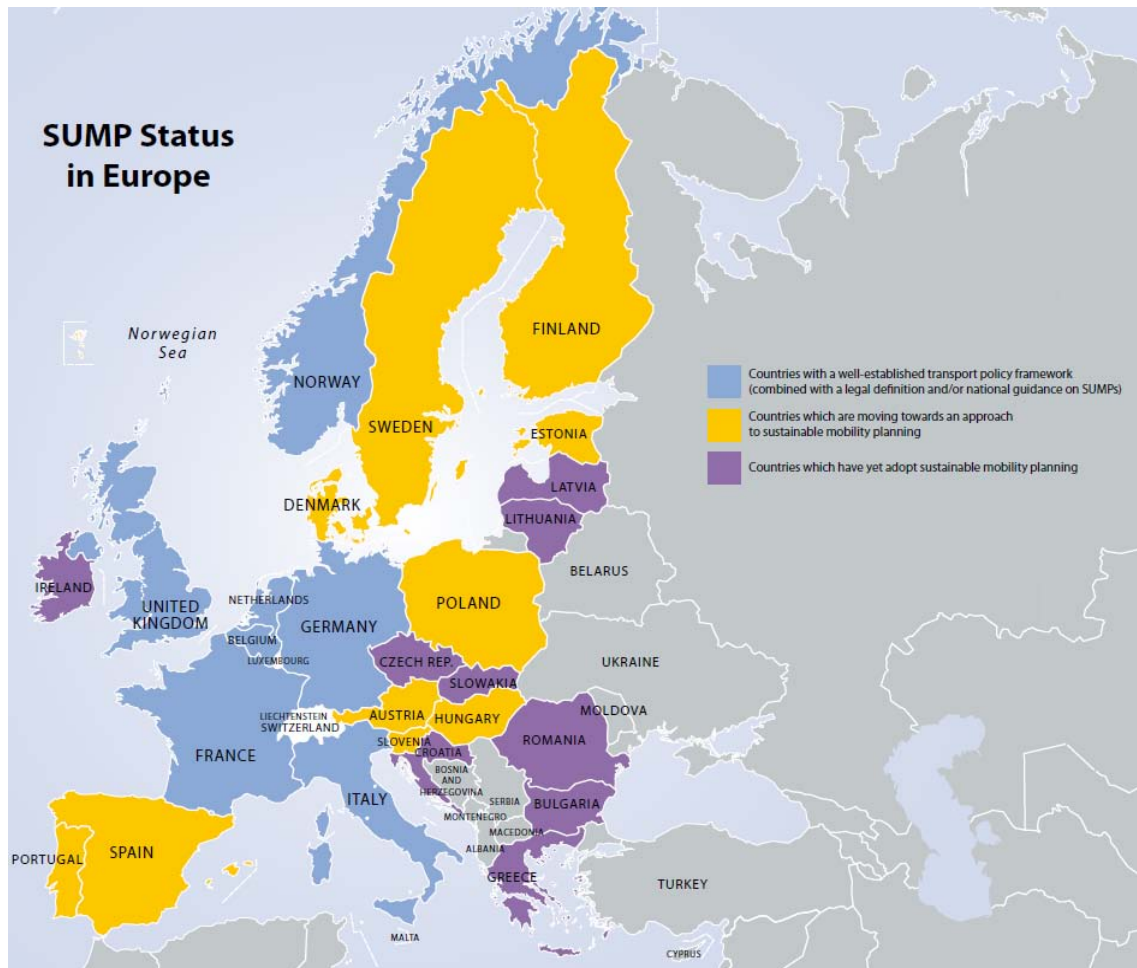 SUMP Status
in Europe
Norwegian
Sea
NORWAY
SWEDEN
FINLAND
Countries with a well-established transport policy framework
(combined with a legal definition and/or national guidance on SUMPs)
Countries which are moving towards an approach
to sustainable mobility planning
Countries which have yet adopt sustainable mobility planning
ESTONIA
LATVIA
LITHUANIA
DENMARK
BELARUS
IRELAND
UNITED
KINGDOM
NETHERLANDS
BELGIUM
LUXEMBOURG
GERMANY
POLAND
CZECH REP.
SLOWAKIA
UKRAINE
MOLDOVA
LIECHTENSTEIN
SWITZERLAND
AUSTRIA
HUNGARY
SLOVENIA
CROATIA
ROMANIA
FRANCE
BOSNIA
AND
HERZEGOVINA
SERBIA
BULGARIA
ITALY
MONTENEGRO
MACEDONIA
ALBANIA
GREECE
PORTUGAL
SPAIN
TURKEY
MALTA
CYPRUS